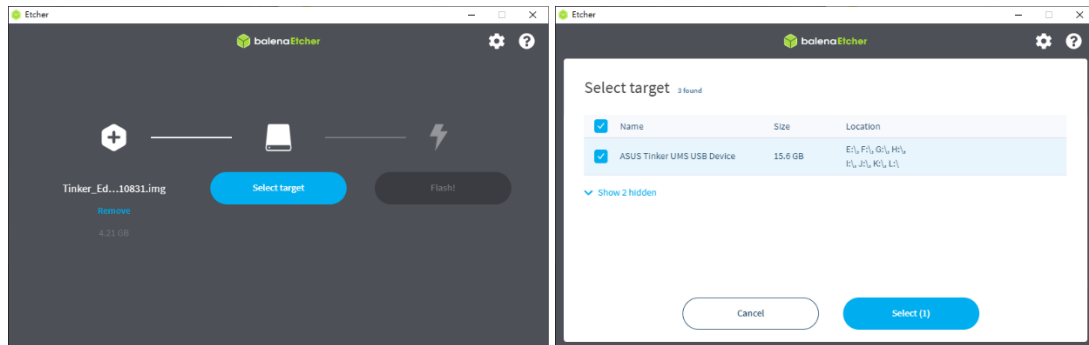 Etcher
balenaEtcher
Tinker_Ed...10831.img
Remove
4.21 GB
Select target
Flash!
Etcher
balenaEtcher
Select target 3 found
Name Size Location
ASUS Tinker UMS USB Device 15.6 GB E:\, F:\, G:\, H:\,
I:\, J:\, K:\, L:\
Show 2 hidden
Cancel Select (1)